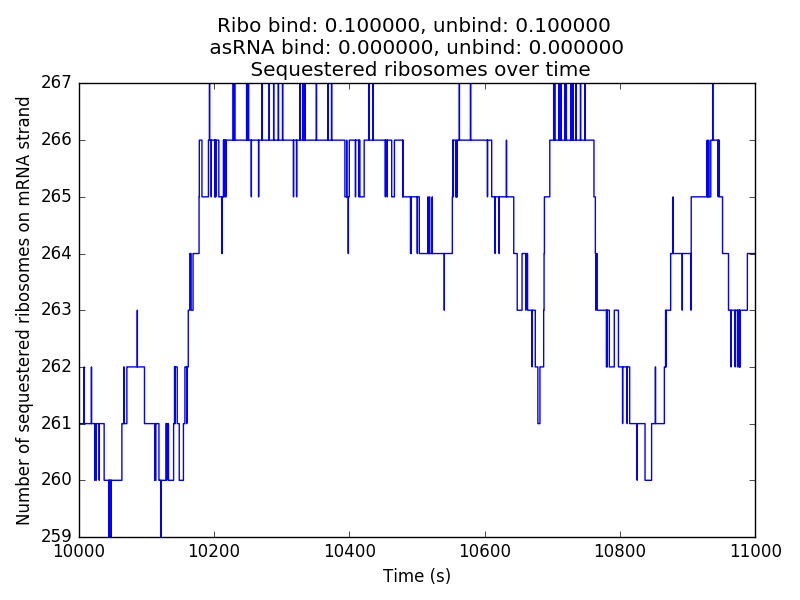 Ribo bind: 0.100000, unbind: 0.100000
asRNA bind: 0.000000, unbind: 0.000000
Sequestered ribosomes over time
Number of sequestered ribosomes on mRNA strand
267
266
265
264
263
262
261
260
259
10000 10200 10400 10600 10800 11000
Time (s)